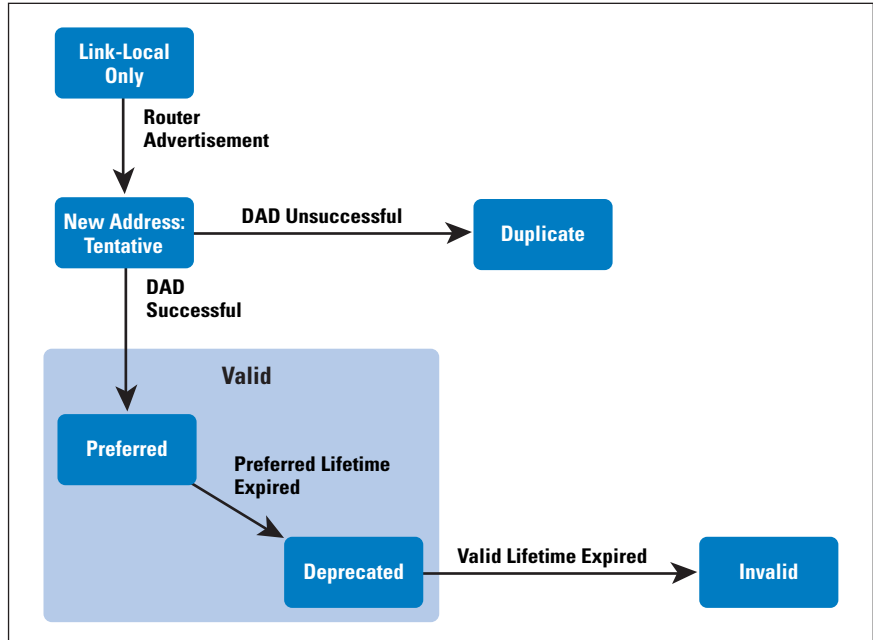 Link-Local
Only
Router
Advertisement
New Address:
Tentative
DAD Unsuccessful
Duplicate
DAD
Successful
Valid
Preferred
Preferred Lifetime
Expired
Deprecated
Valid Lifetime Expired
Invalid